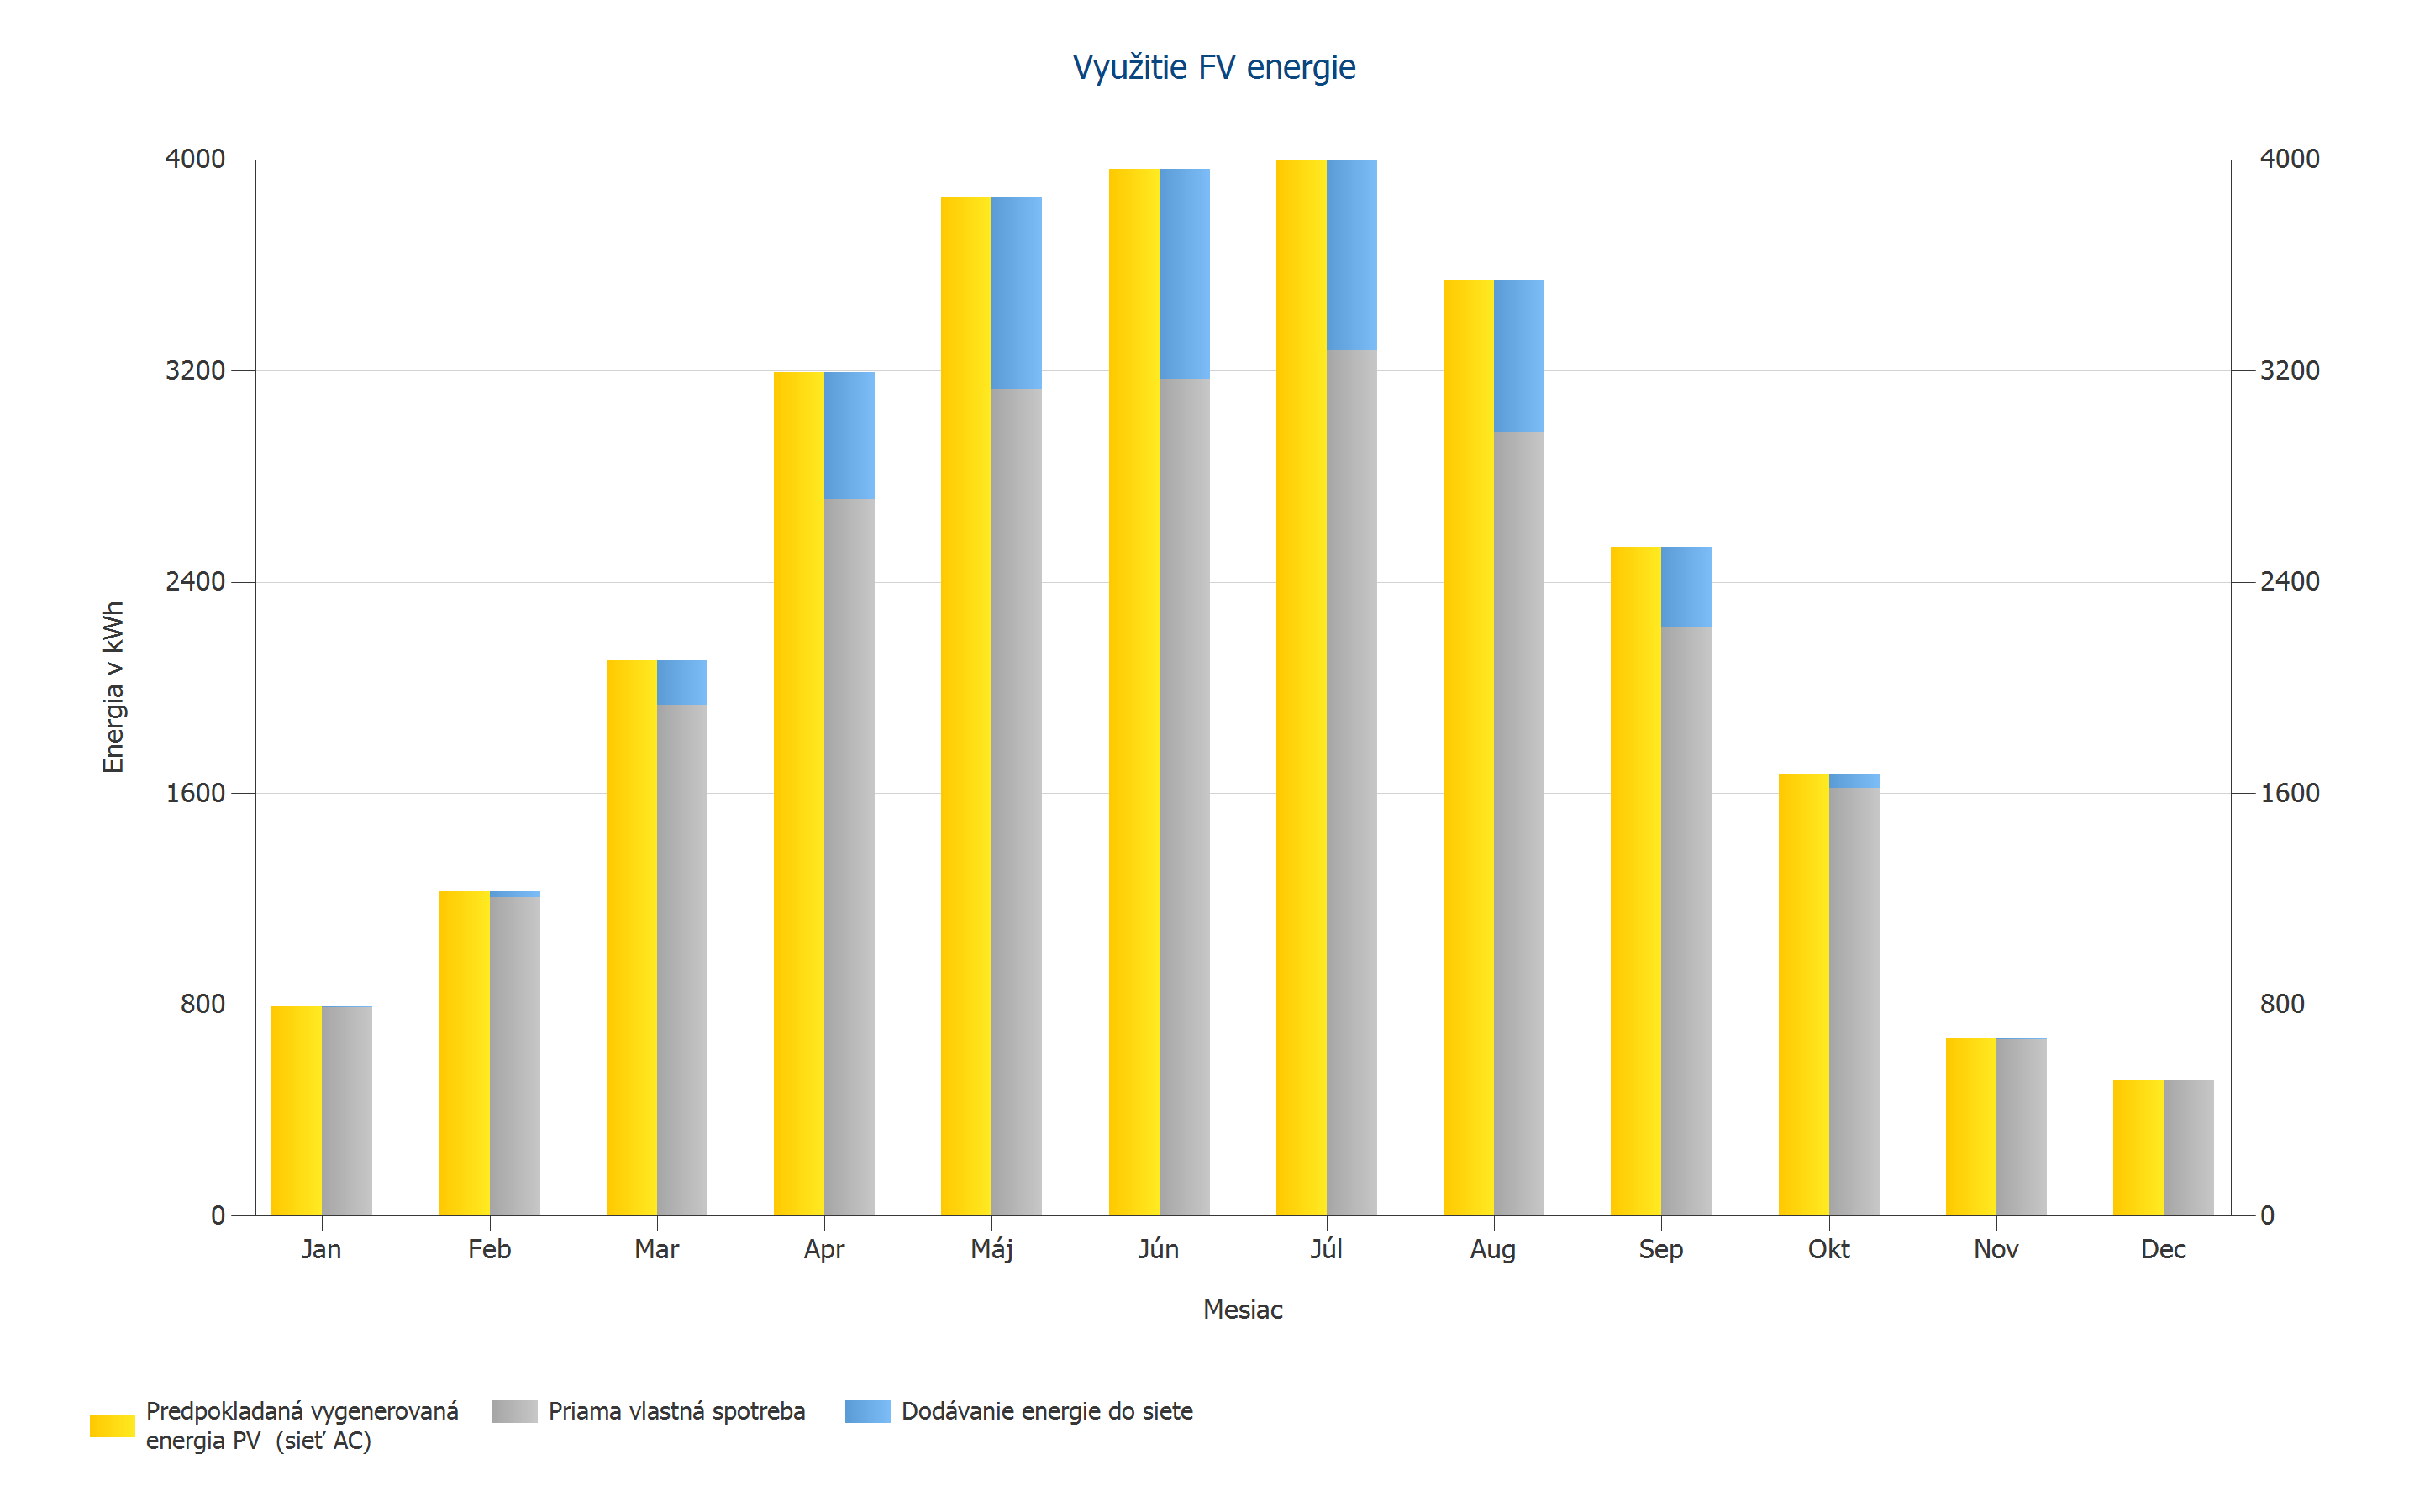 Využitie FV energie
4000
4000
3200
3200
2400
2400
1600
1600
800
800
0
0
Energia v kWh
Jan Feb Mar Apr Máj Jún Júl Aug Sep Okt Nov Dec
Mesiac
Predpokladaná vygenerovaná
energia PV (sieť AC)
Priama vlastná spotreba
Dodávanie energie do siete